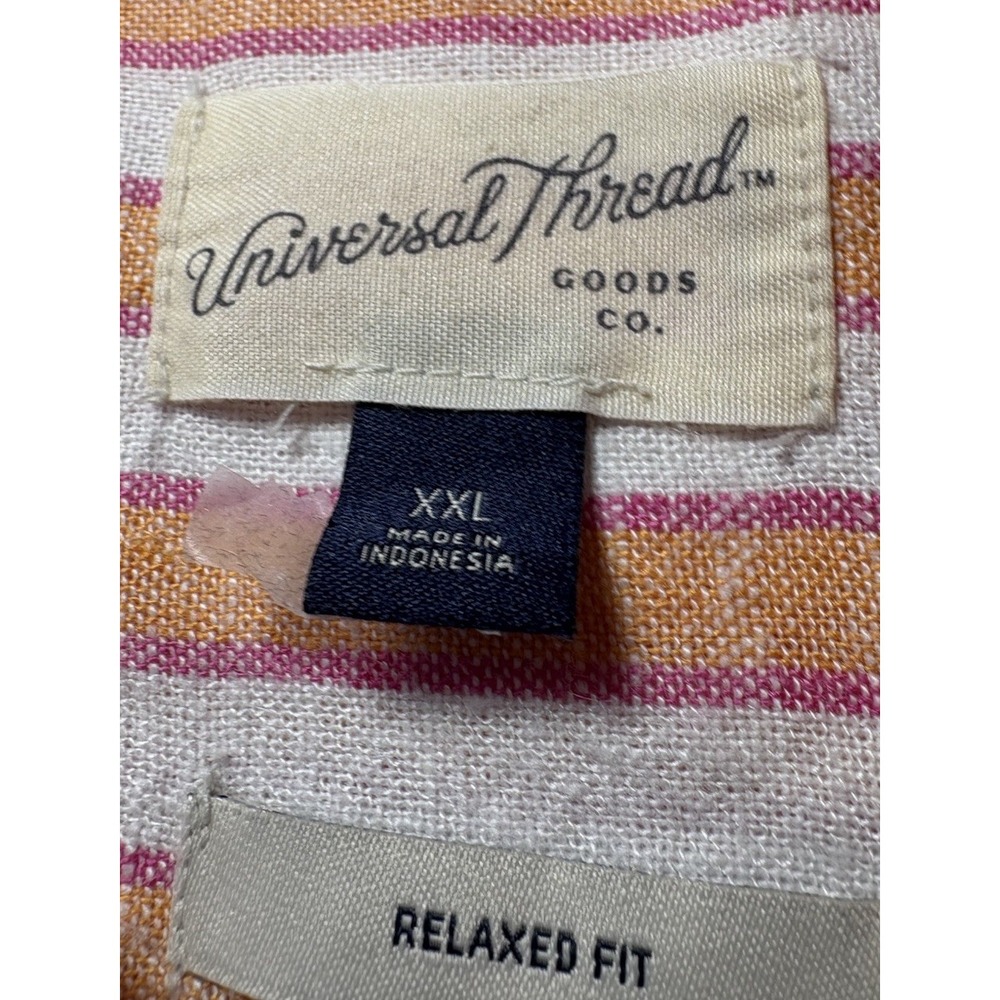 Universal Thread™
GOODS
CO.
XXL
MADE IN
INDONESIA
RELAXED FIT